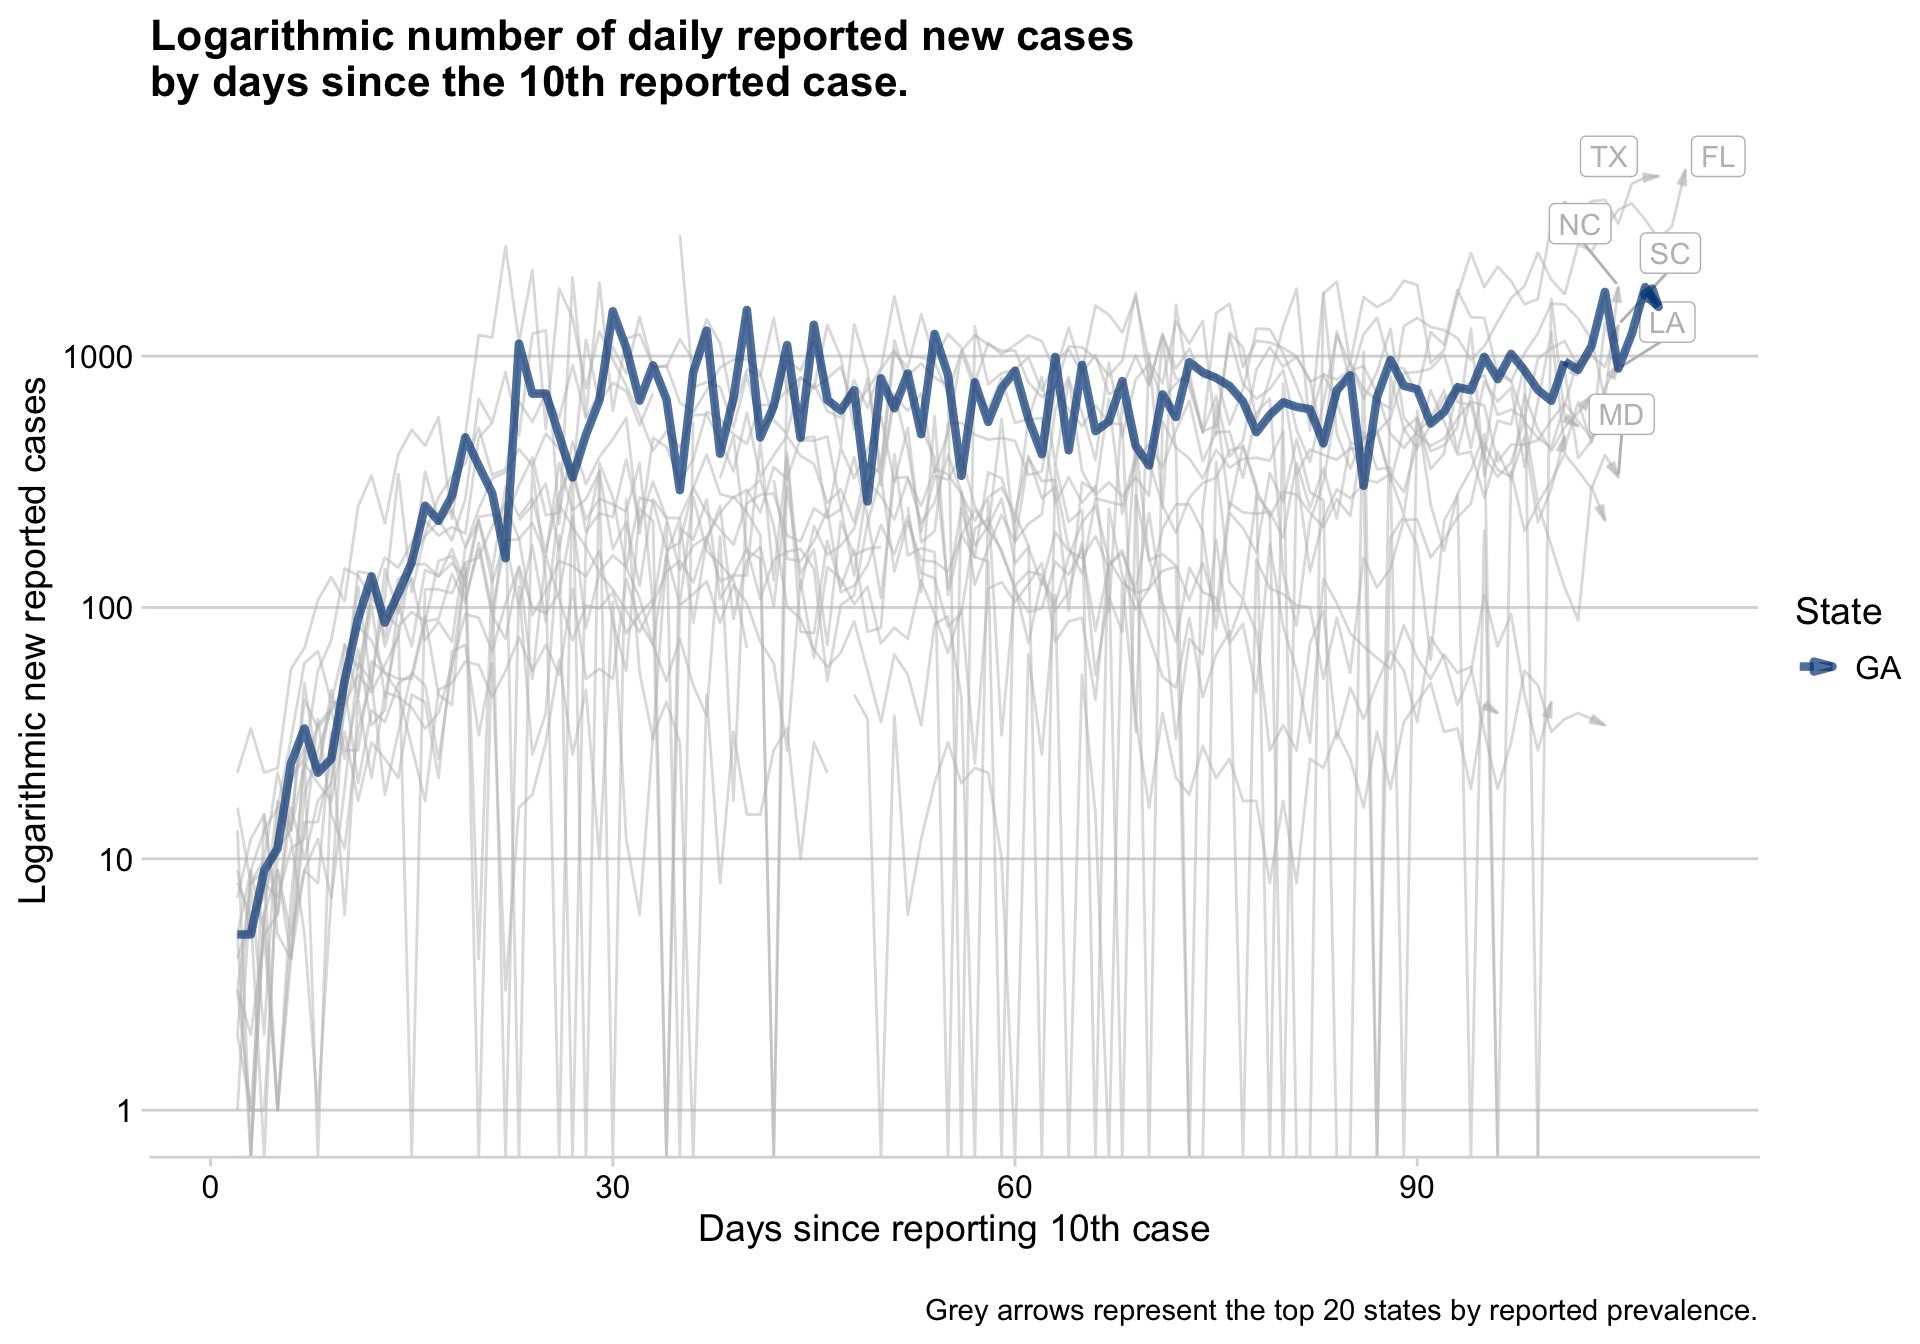 Logarithmic number of daily reported new cases
by days since the 10th reported case.
TX
FL
NC
SC
LA
MD
Logarithmic new reported cases
1000
100
10
1
0
30
60
90
Days since reporting 10th case
State
GA
Grey arrows represent the top 20 states by reported prevalence.